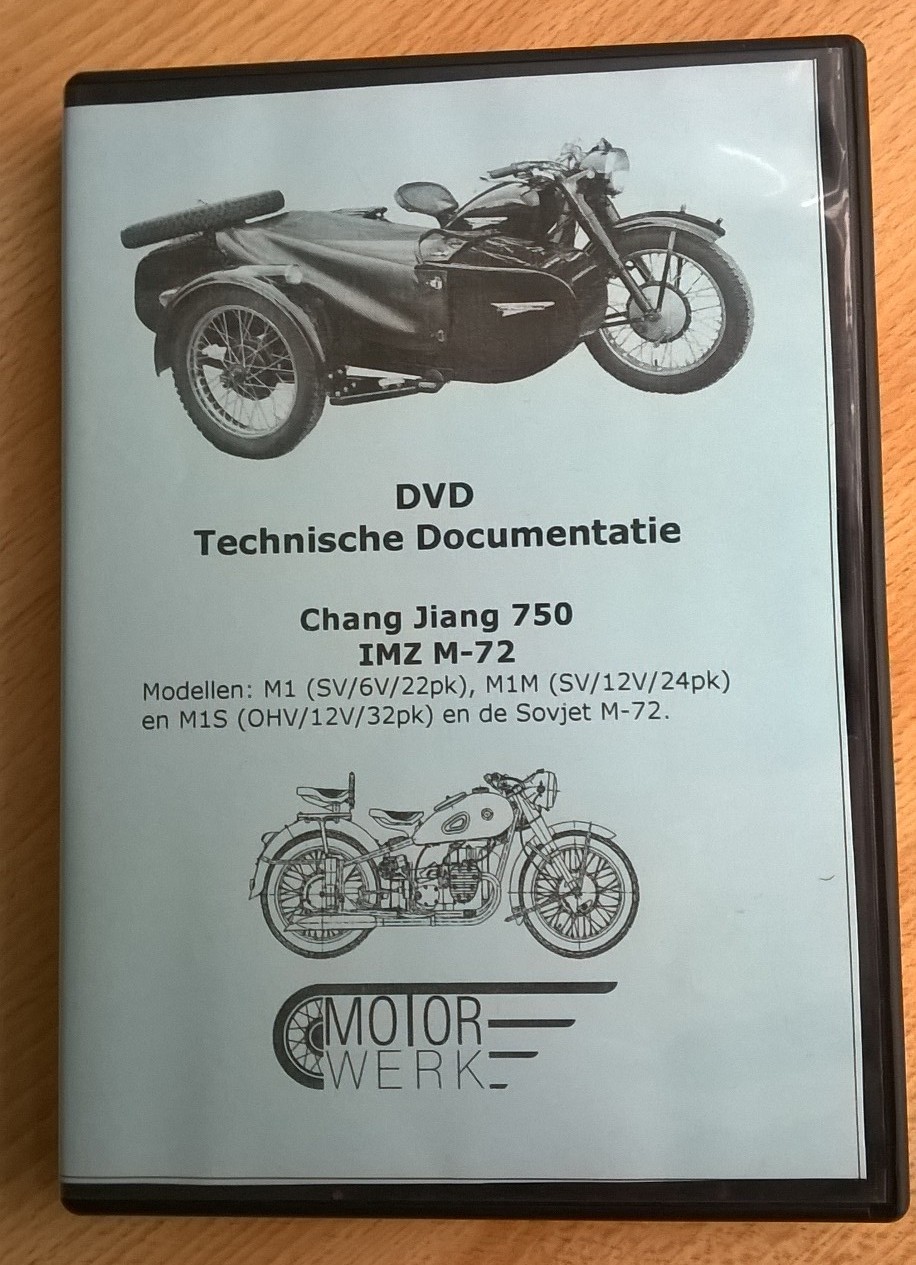 DVD
Technische Documentatie
Chang Jiang 750
IMZ M-72
Modellen: M1 (SV/6V/22pk), M1M (SV/12V/24pk)
en M1S (OHV/12V/32pk) en de Sovjet M-72.
MOTOR
WERK